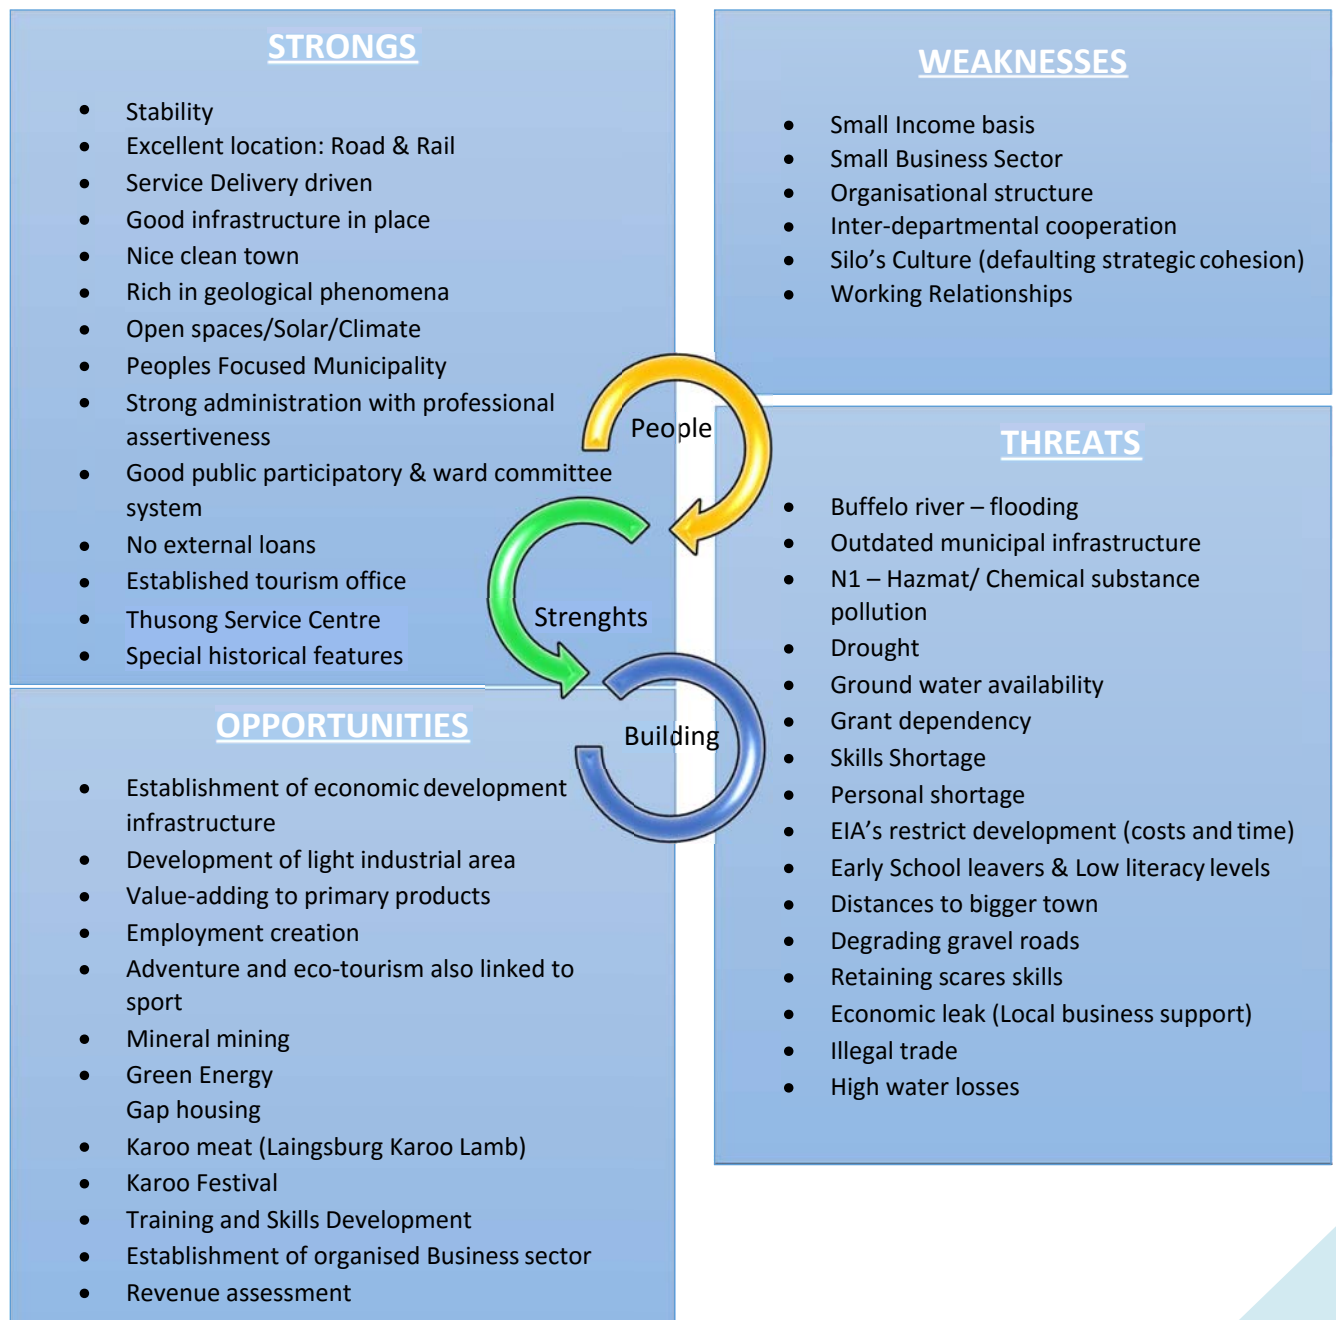 STRONGS
• Stability
• Excellent location: Road & Rail
• Service Delivery driven
• Good infrastructure in place
• Nice clean town
• Rich in geological phenomena
• Open spaces/Solar/Climate
• Peoples Focused Municipality
• Strong administration with professional
assertiveness
• Good public participatory & ward committee
system
• No external loans
• Established tourism office
• Thusong Service Centre
• Special historical features
WEAKNESSES
• Small Income basis
• Small Business Sector
• Organisational structure
• Inter-departmental cooperation
• Silo’s Culture (defaulting strategic cohesion)
• Working Relationships
People
Strenghts
Building
OPPORTUNITIES
• Establishment of economic development
infrastructure
• Development of light industrial area
• Value-adding to primary products
• Employment creation
• Adventure and eco-tourism also linked to
sport
• Mineral mining
• Green Energy
Gap housing
• Karoo meat (Laingsburg Karoo Lamb)
• Karoo Festival
• Training and Skills Development
• Establishment of organised Business sector
• Revenue assessment
THREATS
• Buffelo river – flooding
• Outdated municipal infrastructure
• N1 – Hazmat/ Chemical substance
pollution
• Drought
• Ground water availability
• Grant dependency
• Skills Shortage
• Personal shortage
• EIA’s restrict development (costs and time)
• Early School leavers & Low literacy levels
• Distances to bigger town
• Degrading gravel roads
• Retaining scares skills
• Economic leak (Local business support)
• Illegal trade
• High water losses